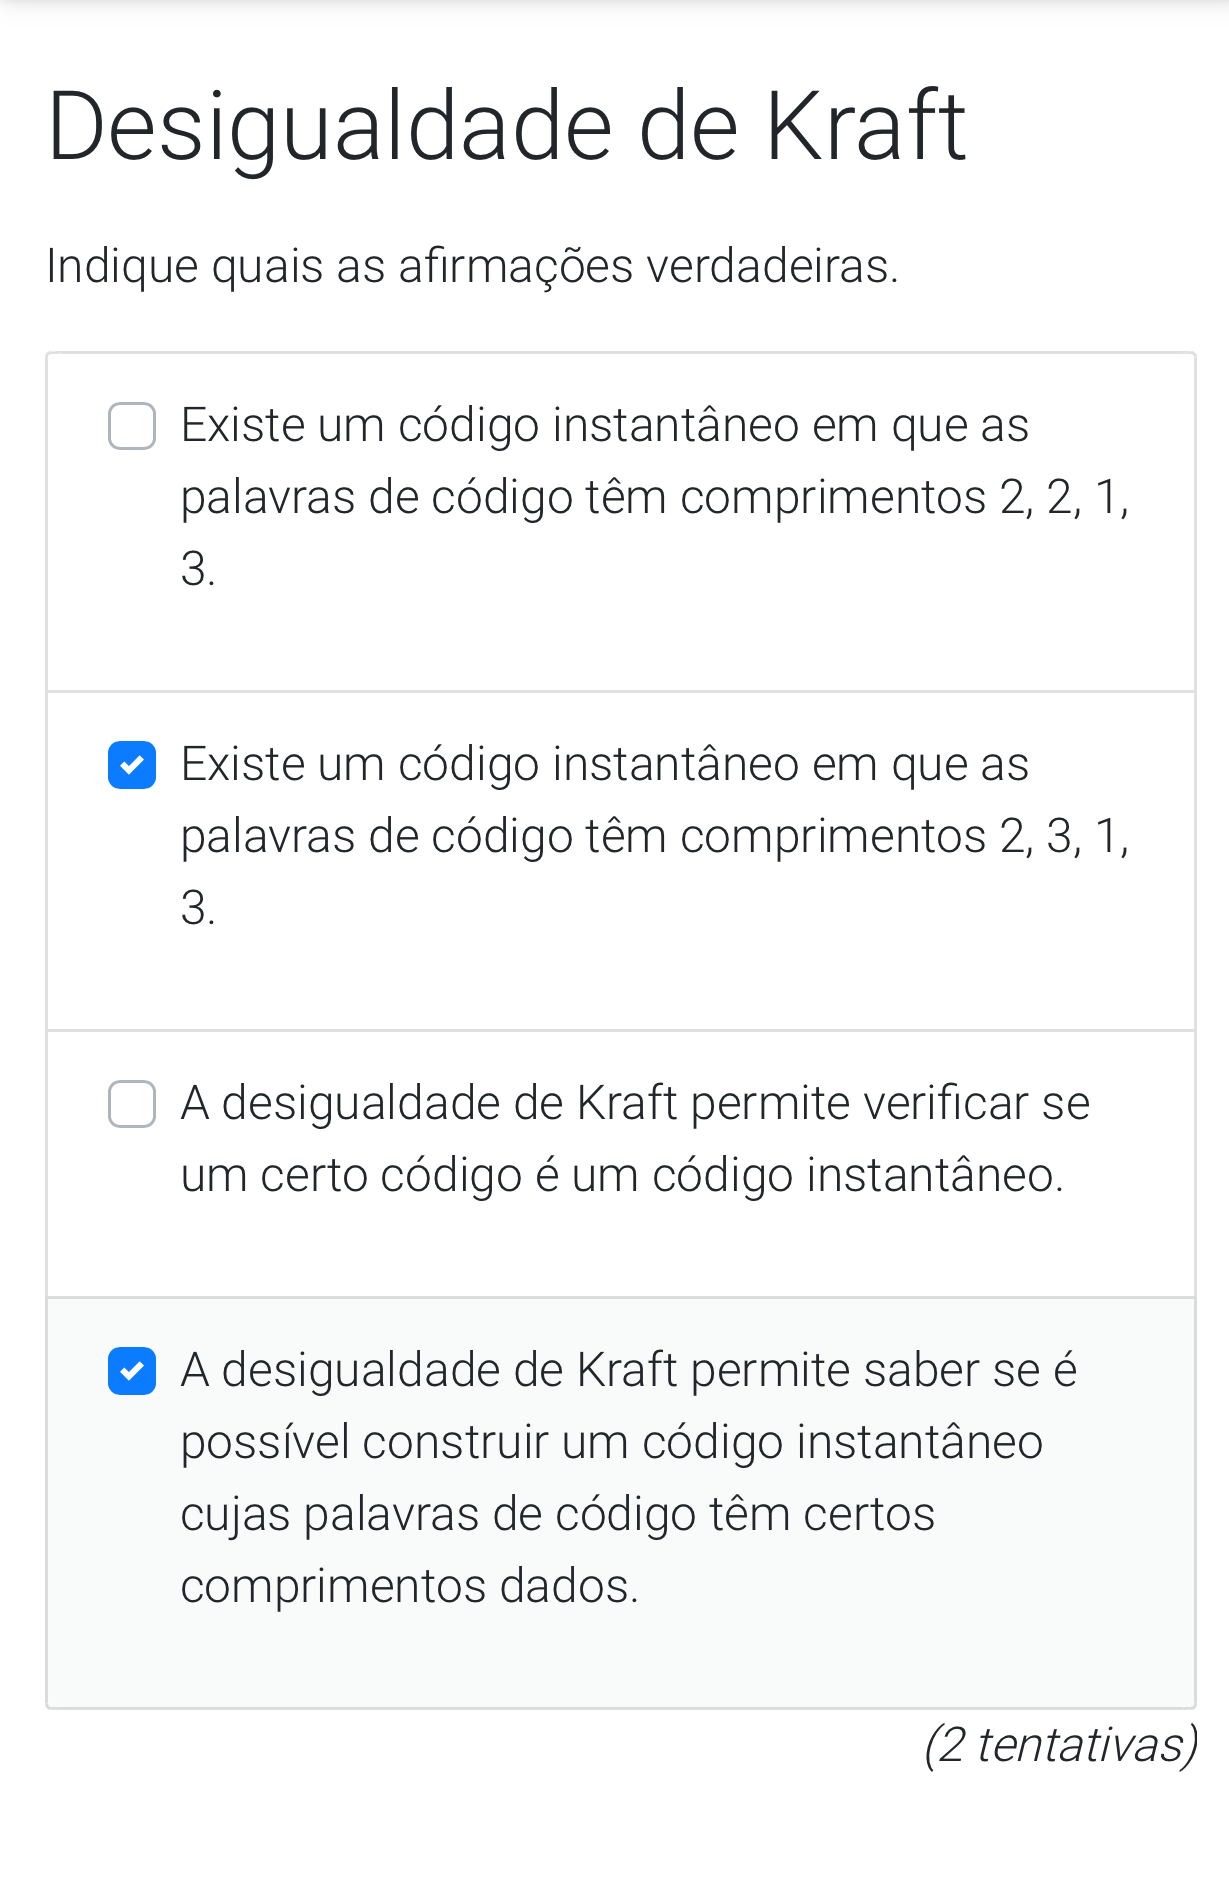 Desigualdade de Kraft
Indique quais as afirmações verdadeiras.
Existe um código instantâneo em que as
palavras de código têm comprimentos 2, 2, 1,
3.
Existe um código instantâneo em que as
palavras de código têm comprimentos 2, 3, 1,
3.
A desigualdade de Kraft permite verificar se
um certo código é um código instantâneo.
A desigualdade de Kraft permite saber se é
possível construir um código instantâneo
cujas palavras de código têm certos
comprimentos dados.
(2 tentativas)